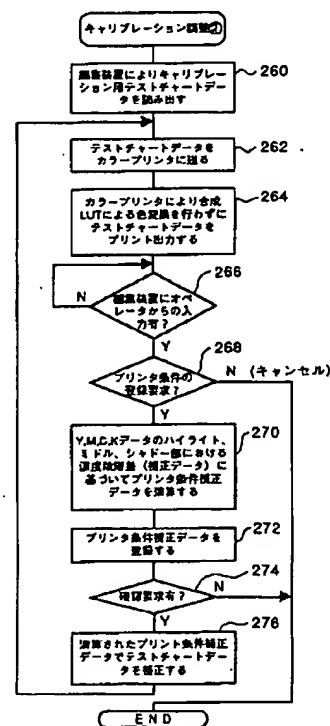 キャリブレーション調整②
編集装置によりキャリブレー
ション用テストチャートデー
タを読み出す
260
テストチャートデータを
カラープリンタに送る
262
カラープリンタにより合成
LUTによる色変換を行わずに
テストチャートデータを
プリント出力する
264
編集装置にオペ
レータからの入
力有?
266
N
Y
プリンタ条件の
登録要求?
268
N (キャンセル)
Y
Y,M,C,Kデータのハイライト、
ミドル、シャドー部における
濃度段階量(補正データ)に
基づいてプリンタ条件補正
データを演算する
270
プリンタ条件補正データを
登録する
272
確認要求有?
274
N
Y
演算されたプリント条件補正
データでテストチャートデー
タを補正する
276
END